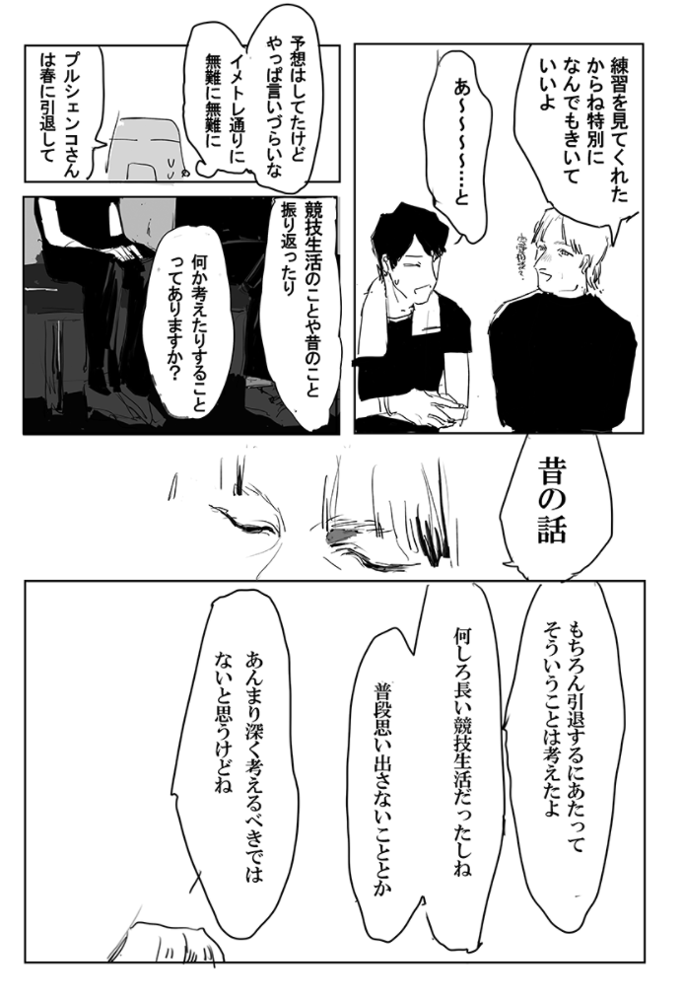 練習を見てくれた
からね特別に
なんでもきいて
いいよ
あ〜〜〜〜…と
予想はしてたけど
やっぱ言いづらいな
イメトレ通りに
無難に無難に
プルシェンコさん
は春に引退して
競技生活のことや昔のこと
振り返ったり
何か考えたりすること
ってありますか?
昔の話
もちろん引退するにあたって
そういうことは考えたよ
何しろ長い競技生活だったしね
普段思い出さないこととか
あんまり深く考えるべきでは
ないと思うけどね